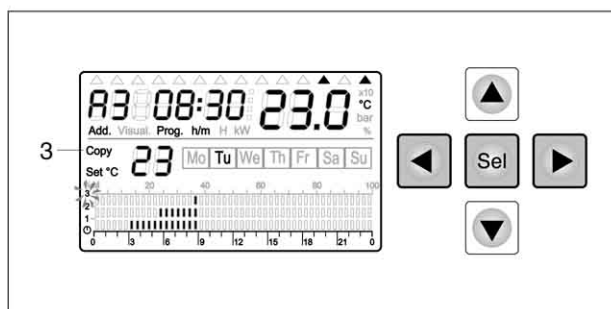 x10
A3 08:30 23.0 °C
bar
Add. Visual. Prog. h/m H kW %
3 Copy
Set °C 23 Mo Tu We Th Fr Sa Su
Sel
20 40 60 80 100
3
2
1
0 3 6 9 12 15 18 21 0